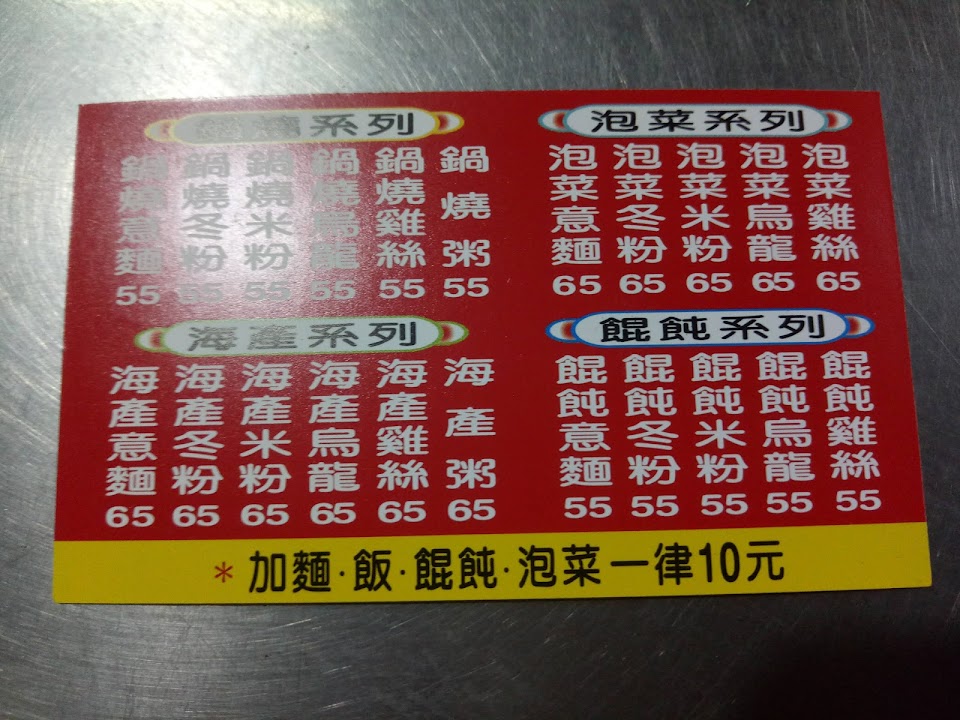 鍋燒系列
鍋燒意麵 55
鍋燒冬粉 55
鍋燒米粉 55
鍋燒烏龍 55
鍋燒雞絲 55
鍋燒粥 55
泡菜系列
泡菜意麵 65
泡菜冬粉 65
泡菜米粉 65
泡菜烏龍 65
泡菜雞絲 65
海產系列
海產意麵 65
海產冬粉 65
海產米粉 65
海產烏龍 65
海產雞絲 65
海產粥 65
餛飩系列
餛飩意麵 55
餛飩冬粉 55
餛飩米粉 55
餛飩烏龍 55
餛飩雞絲 55
*加麵·飯·餛飩·泡菜一律10元